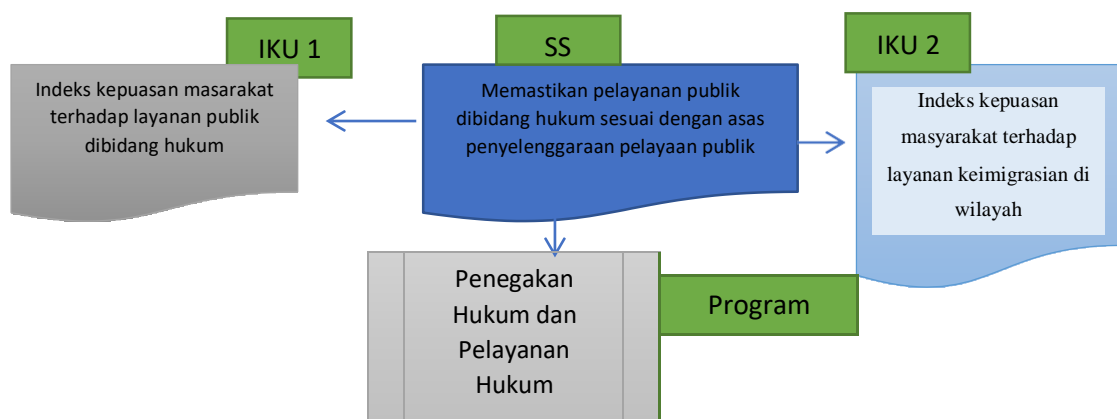 IKU 1
Indeks kepuasan masarakat
terhadap layanan publik
dibidang hukum
SS
Memastikan pelayanan publik
dibidang hukum sesuai dengan asas
penyelenggaraan pelayaan publik
IKU 2
Indeks kepuasan
masyarakat terhadap
layanan keimigrasian di
wilayah
Penegakan
Hukum dan
Pelayanan
Hukum
Program